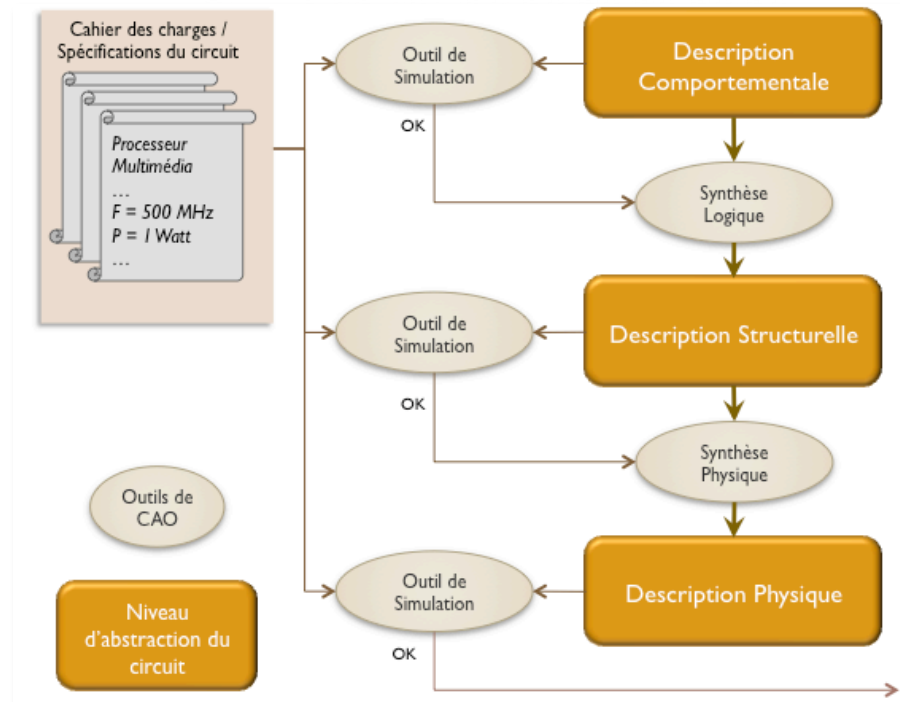 Cahier des charges /
Spécifications du circuit
Processeur
Multimédia
...
F = 500 MHz
P = 1 Watt
...
Outil de
Simulation
OK
Description
Comportementale
Synthèse
Logique
Outil de
Simulation
OK
Description Structurelle
Synthèse
Physique
Outil de
Simulation
OK
Description Physique
Outils de
CAO
Niveau
d'abstraction du
circuit